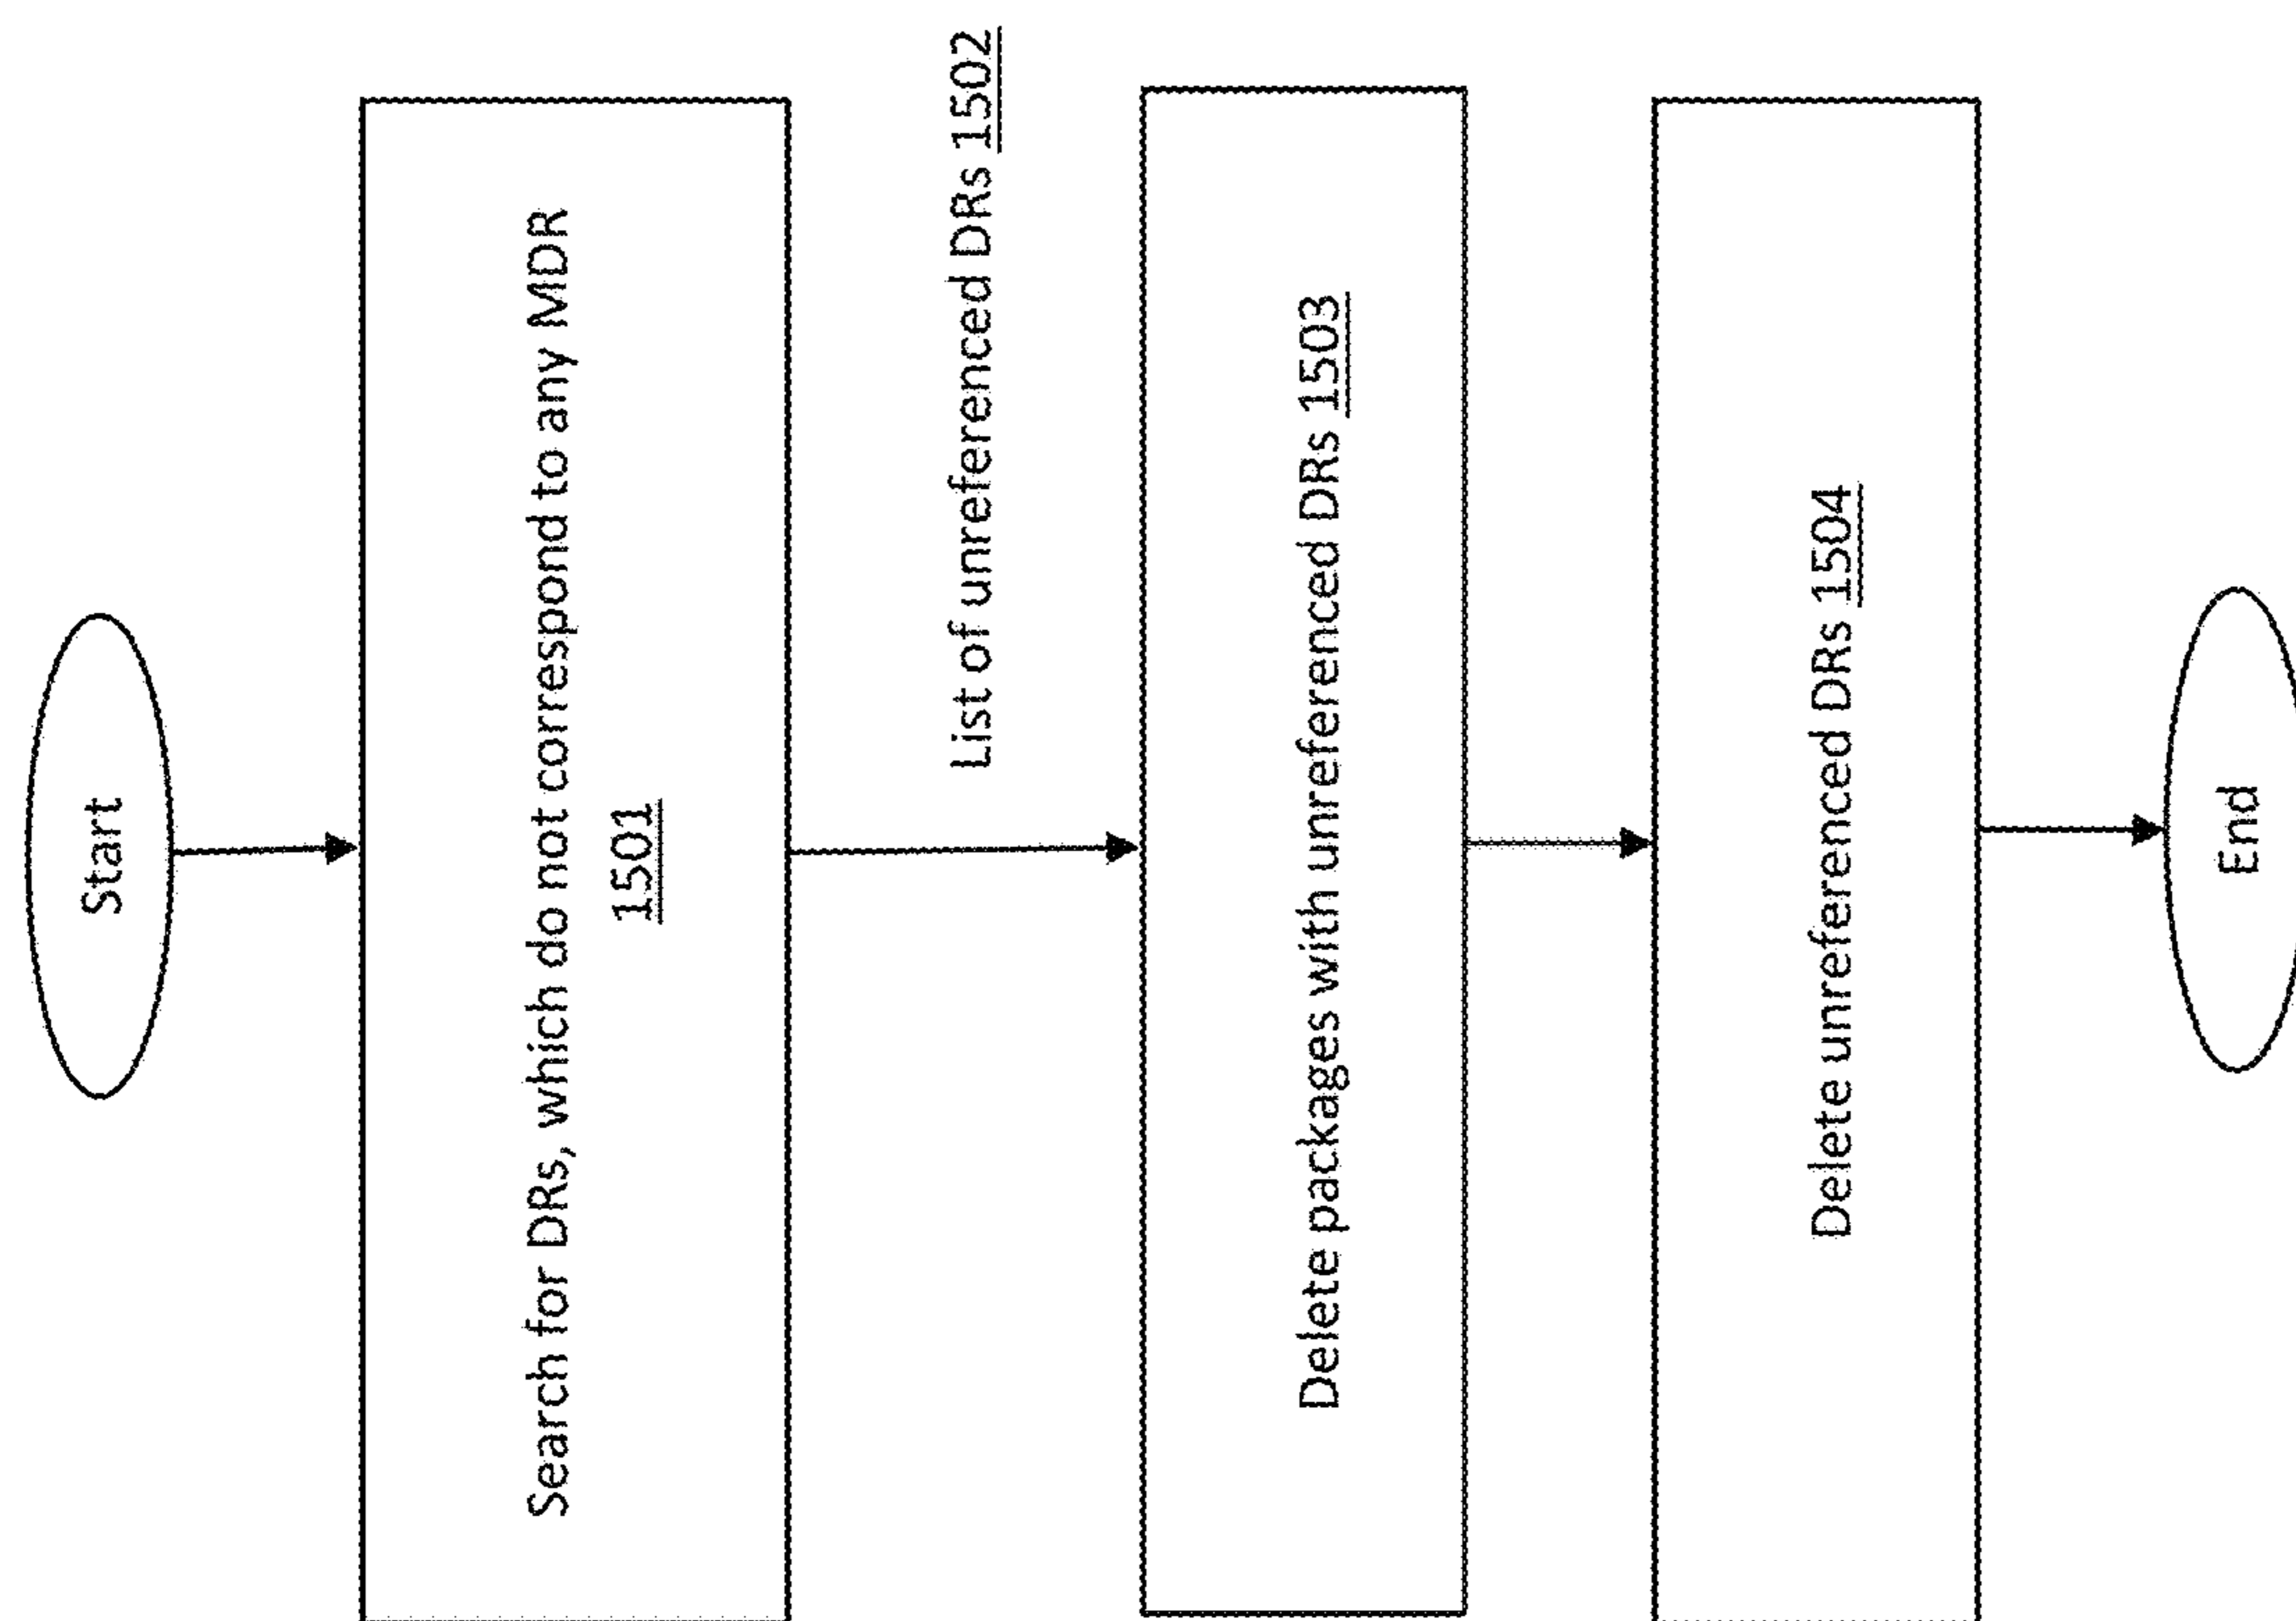 Start
Search for DRs, which do not correspond to any MDR
1501
List of unreferenced DRs 1502
Delete packages with unreferenced DRs 1503
Delete unreferenced DRs 1504
End